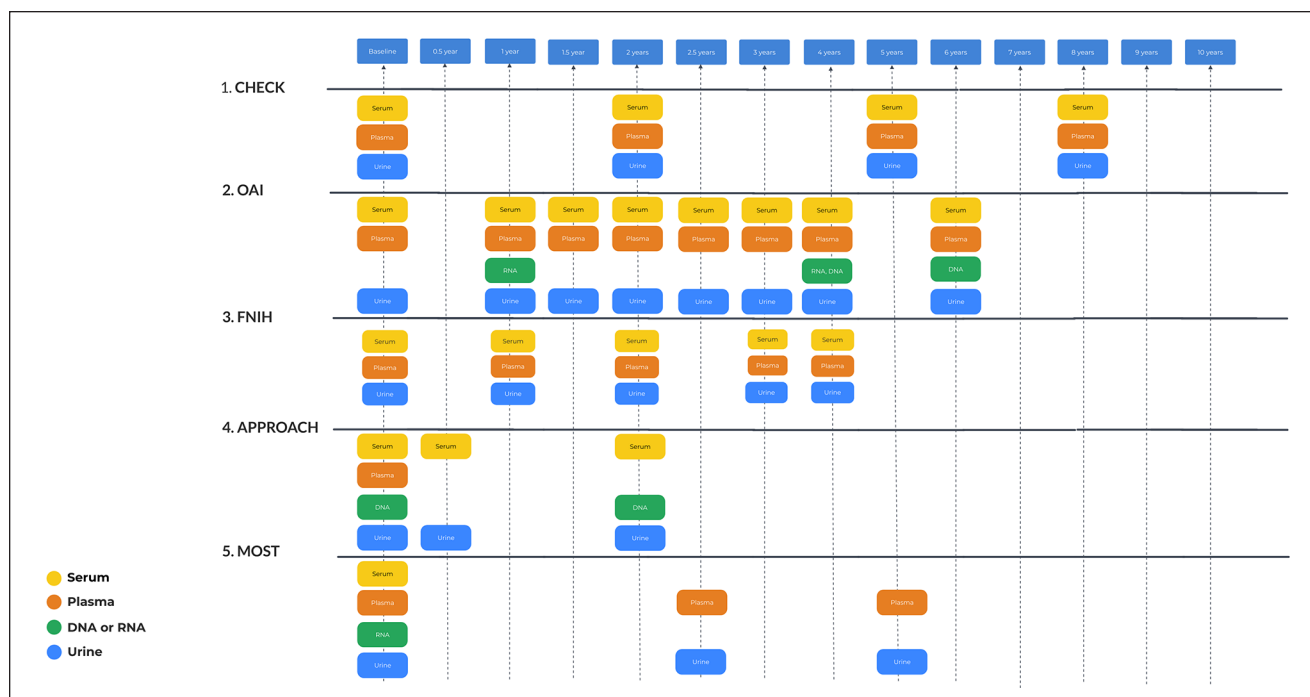 Baseline 0.5 year 1 year 1.5 year 2 years 2.5 years 3 years 4 years 5 years 6 years 7 years 8 years 9 years 10 years
1. CHECK
Serum Serum Serum Serum
Plasma Plasma Plasma Plasma
Urine Urine Urine Urine
2. OAI
Serum Serum Serum Serum Serum Serum Serum Serum
Plasma Plasma Plasma Plasma Plasma Plasma Plasma Plasma
RNA RNA, DNA DNA
Urine Urine Urine Urine Urine Urine Urine Urine
3. FNIH
Serum Serum Serum Serum Serum
Plasma Plasma Plasma Plasma Plasma
Urine Urine Urine Urine Urine
4. APPROACH
Serum Serum Serum
Plasma
DNA DNA
Urine Urine Urine
5. MOST
Serum
Plasma Plasma Plasma
RNA
Urine Urine Urine
Serum
Plasma
DNA or RNA
Urine